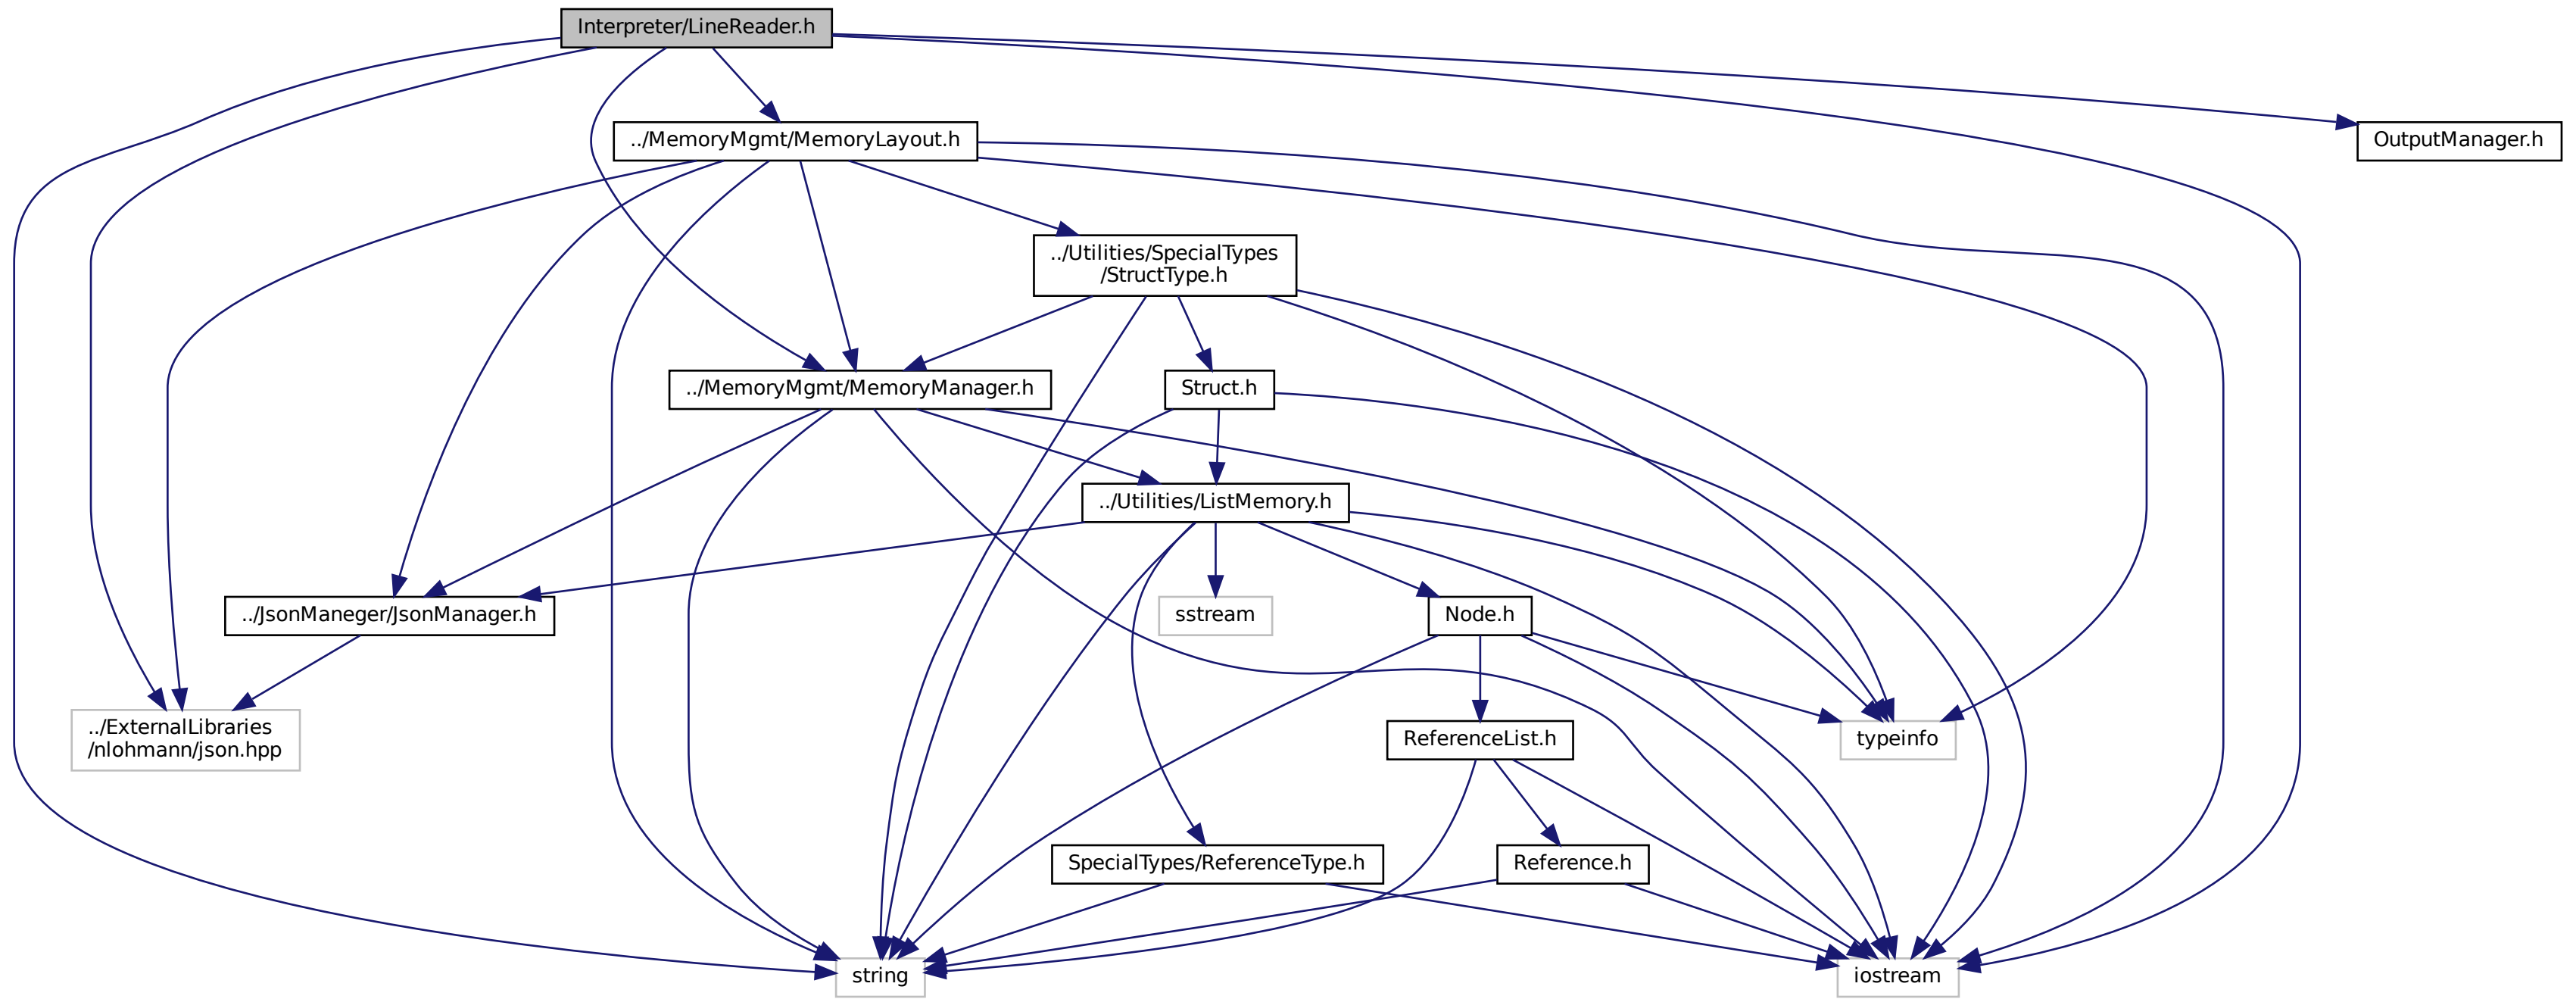 Interpreter/LineReader.h
../MemoryMgmt/MemoryLayout.h
OutputManager.h
../Utilities/SpecialTypes
/StructType.h
../MemoryMgmt/MemoryManager.h
Struct.h
../Utilities/ListMemory.h
../JsonManeger/JsonManager.h
sstream
Node.h
../ExternalLibraries
/nlohmann/json.hpp
ReferenceList.h
typeinfo
SpecialTypes/ReferenceType.h
Reference.h
string
iostream